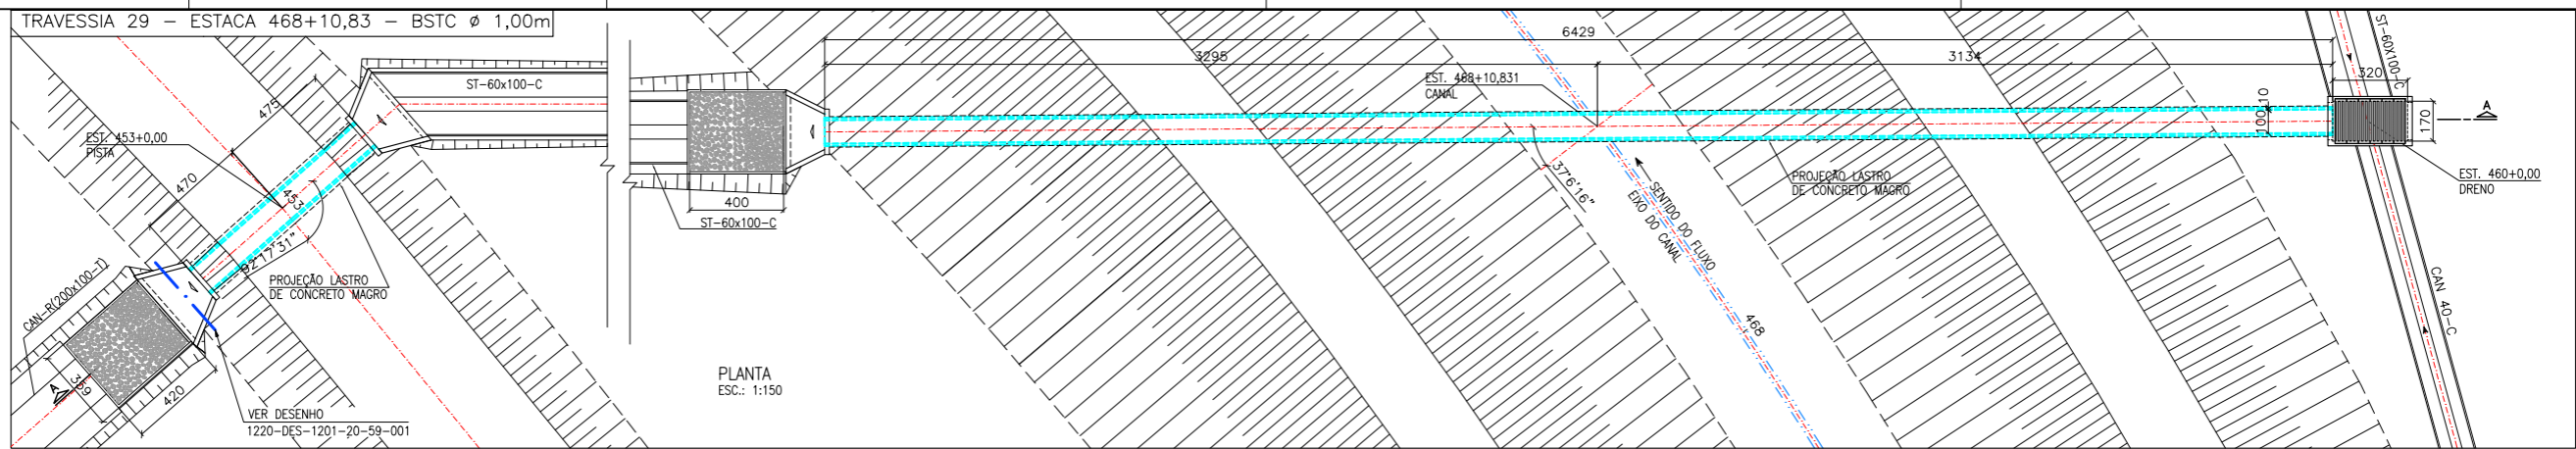 TRAVESSIA 29 – ESTACA 468+10,83 – BSTC ø 1,00m
6429
3295
3134
ST-60x100-C
320
ST-60X100-C
EST. 468+10,831
CANAL
475
EST. 453+0,00
PISTA
10
100
170
A
470
453
37°6'16"
PROJEÇÃO LASTRO
DE CONCRETO MAGRO
SENTIDO DO FLUXO
EIXO DO CANAL
EST. 460+0,00
DRENO
400
ST-60x100-C
92°17'31"
PROJEÇÃO LASTRO
DE CONCRETO MAGRO
CAN-R(200x100-T)
468
CAN 40-C
PLANTA
ESC.: 1:150
359
420
A
VER DESENHO
1220-DES-1201-20-59-001